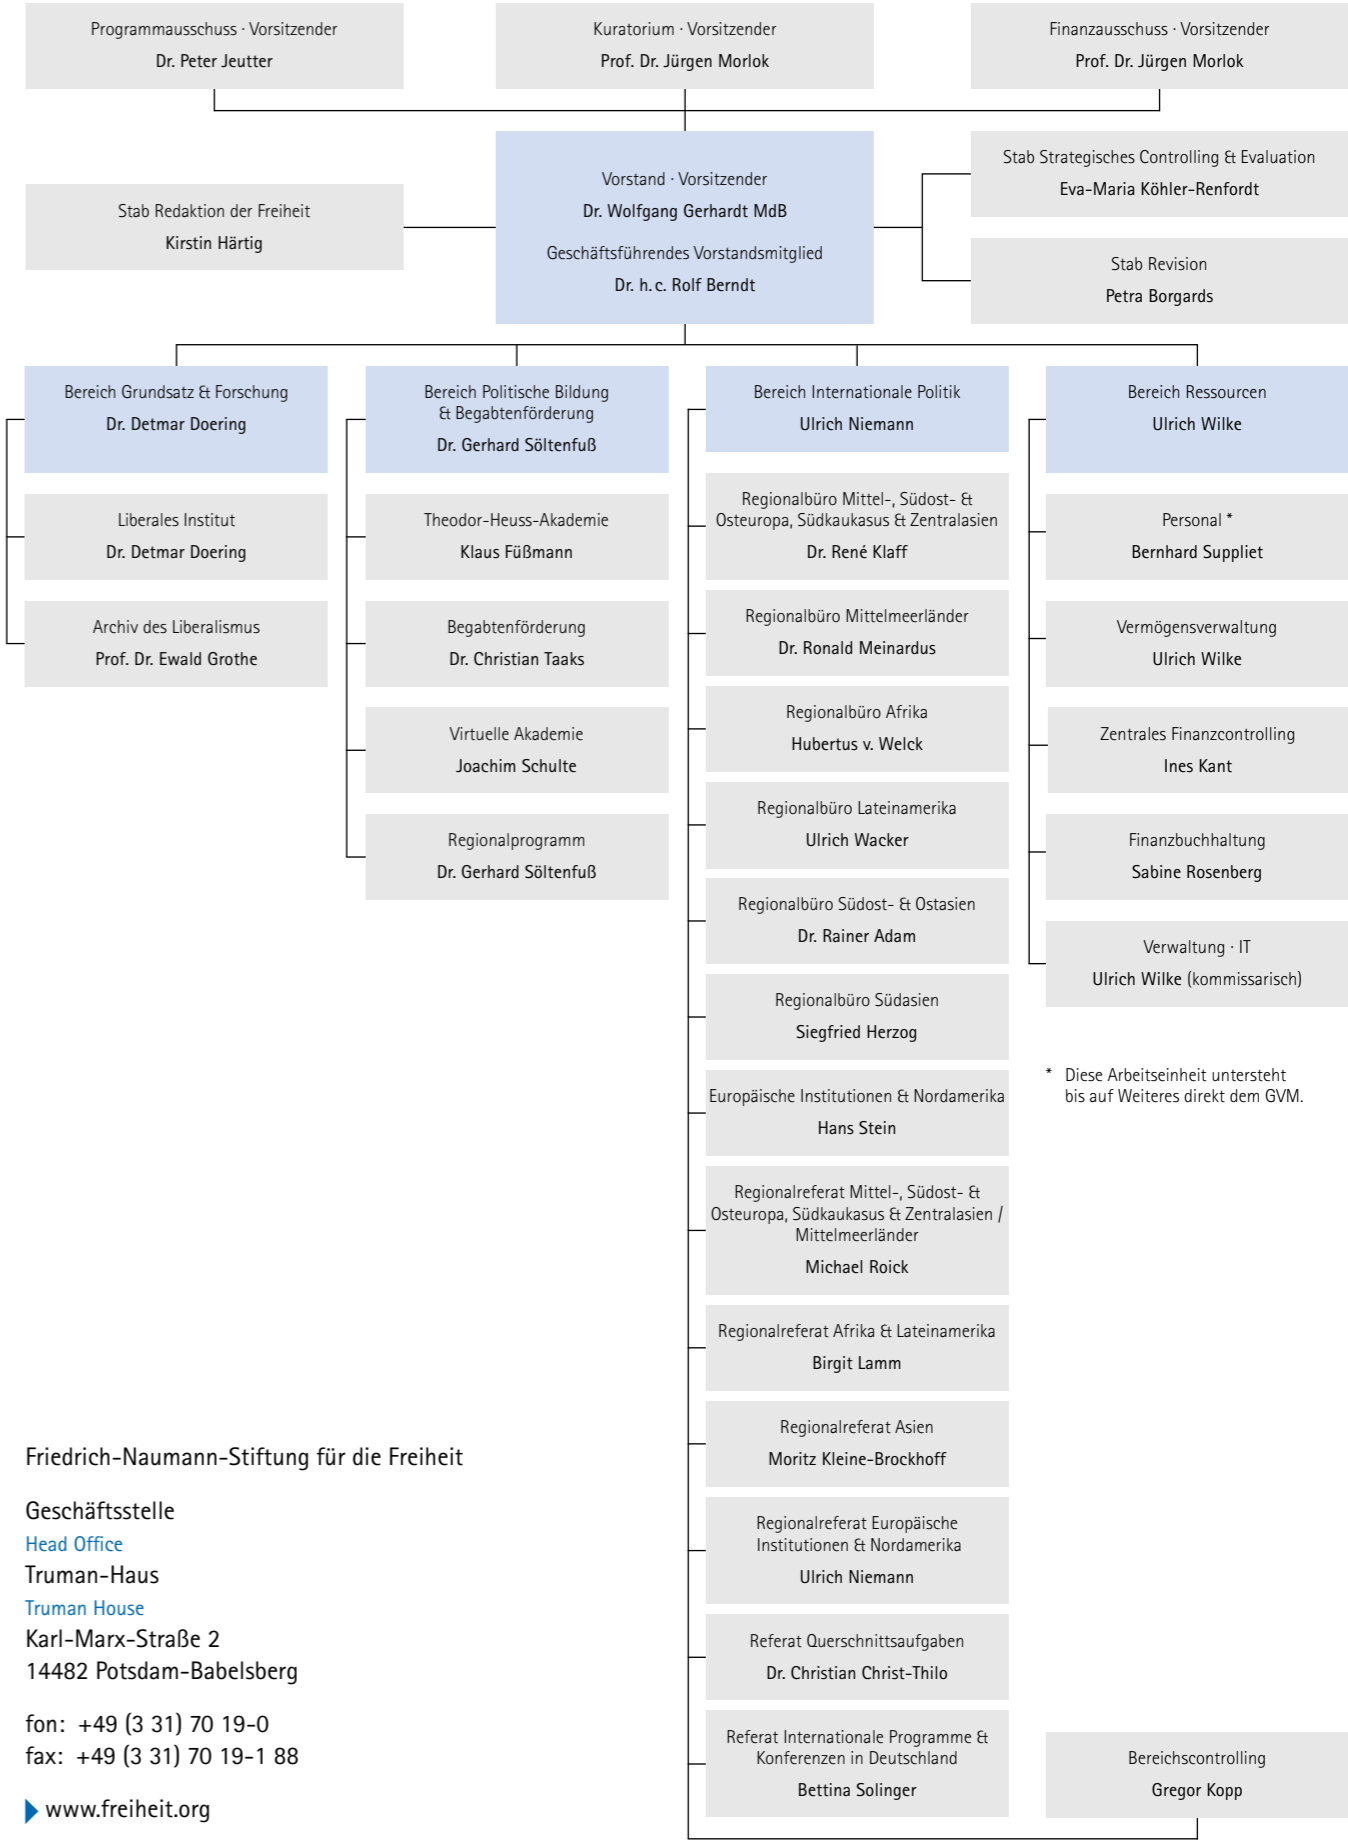 Programmausschuss · Vorsitzender
Dr. Peter Jeutter
Kuratorium · Vorsitzender
Prof. Dr. Jürgen Morlok
Finanzausschuss · Vorsitzender
Prof. Dr. Jürgen Morlok
Stab Redaktion der Freiheit
Kirstin Härtig
Vorstand · Vorsitzender
Dr. Wolfgang Gerhardt MdB
Geschäftsführendes Vorstandsmitglied
Dr. h. c. Rolf Berndt
Stab Strategisches Controlling & Evaluation
Eva-Maria Köhler-Renfordt
Stab Revision
Petra Borgards
Bereich Grundsatz & Forschung
Dr. Detmar Doering
Liberales Institut
Dr. Detmar Doering
Archiv des Liberalismus
Prof. Dr. Ewald Grothe
Bereich Politische Bildung
& Begabtenförderung
Dr. Gerhard Söltenfuß
Theodor-Heuss-Akademie
Klaus Füßmann
Begabtenförderung
Dr. Christian Taaks
Virtuelle Akademie
Joachim Schulte
Regionalprogramm
Dr. Gerhard Söltenfuß
Bereich Internationale Politik
Ulrich Niemann
Regionalbüro Mittel-, Südost- &
Osteuropa, Südkaukasus & Zentralasien
Dr. René Klaff
Regionalbüro Mittelmeerländer
Dr. Ronald Meinardus
Regionalbüro Afrika
Hubertus v. Welck
Regionalbüro Lateinamerika
Ulrich Wacker
Regionalbüro Südost- & Ostasien
Dr. Rainer Adam
Regionalbüro Südasien
Siegfried Herzog
Europäische Institutionen & Nordamerika
Hans Stein
Regionalreferat Mittel-, Südost- &
Osteuropa, Südkaukasus & Zentralasien /
Mittelmeerländer
Michael Roick
Regionalreferat Afrika & Lateinamerika
Birgit Lamm
Regionalreferat Asien
Moritz Kleine-Brockhoff
Regionalreferat Europäische
Institutionen & Nordamerika
Ulrich Niemann
Referat Querschnittsaufgaben
Dr. Christian Christ-Thilo
Referat Internationale Programme &
Konferenzen in Deutschland
Bettina Solinger
Bereich Ressourcen
Ulrich Wilke
Personal *
Bernhard Suppliet
Vermögensverwaltung
Ulrich Wilke
Zentrales Finanzcontrolling
Ines Kant
Finanzbuchhaltung
Sabine Rosenberg
Verwaltung · IT
Ulrich Wilke (kommissarisch)
* Diese Arbeitseinheit untersteht
bis auf Weiteres direkt dem GVM.
Bereichscontrolling
Gregor Kopp
Friedrich-Naumann-Stiftung für die Freiheit
Geschäftsstelle
Head Office
Truman-Haus
Truman House
Karl-Marx-Straße 2
14482 Potsdam-Babelsberg
fon: +49 (3 31) 70 19-0
fax: +49 (3 31) 70 19-1 88
www.freiheit.org